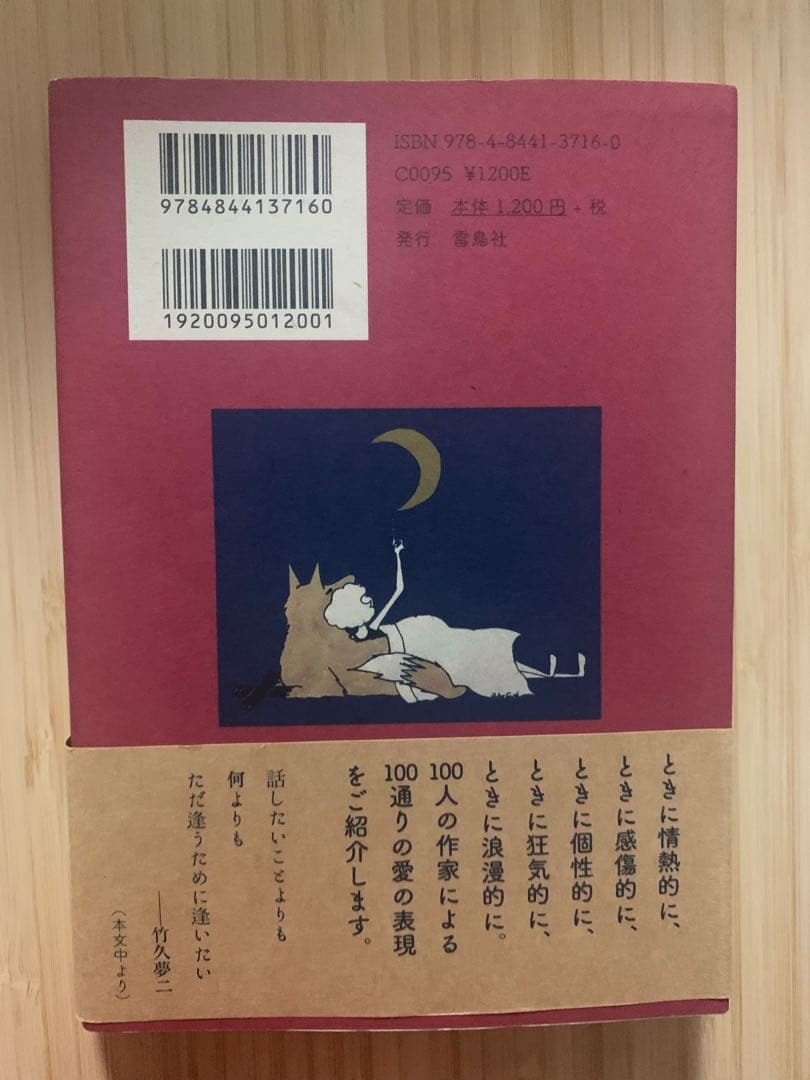 9784844137160
1920095012001
ISBN 978-4-8441-3716-0
C0095 ¥1200E
定価 本体 1,200円 + 税
発行 雷鳥社
ときに情熱的に、
ときに感傷的に、
ときに個性的に、
ときに狂気的に、
ときに浪漫的に。
100人の作家による
100通りの愛の表現
をご紹介します。
話したいことよりも
何よりも
ただ逢うために逢いたい
——竹久夢二
(本文中より)